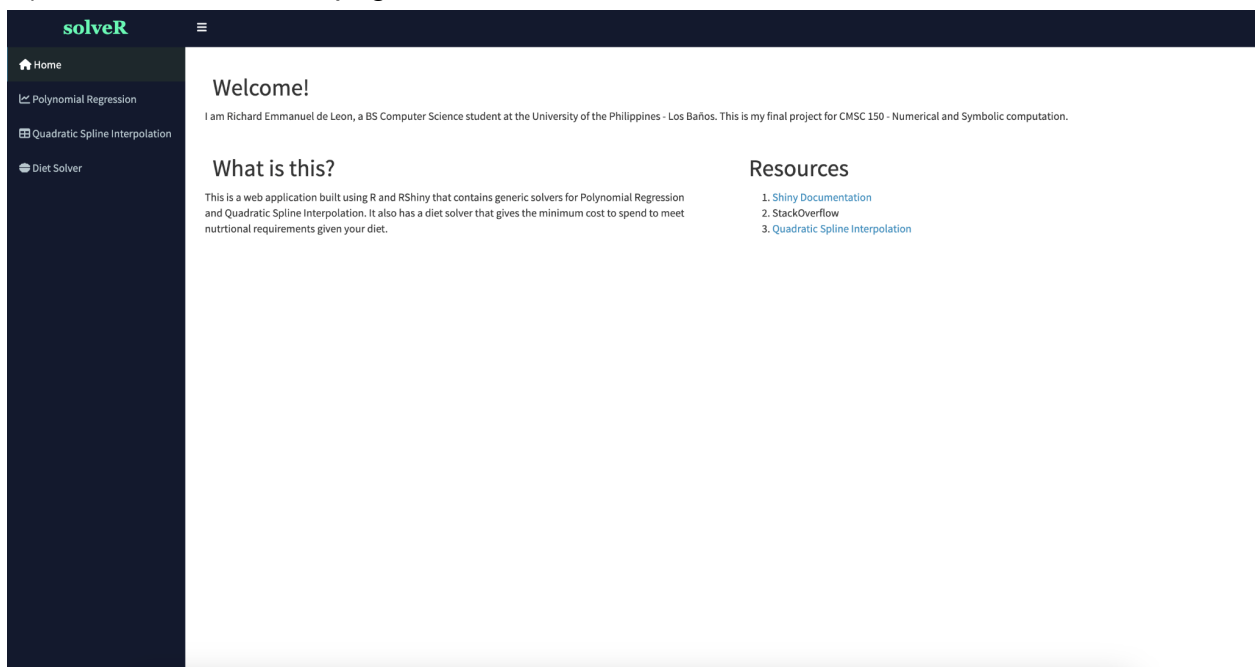 solveR
Home
Polynomial Regression
Quadratic Spline Interpolation
Diet Solver
Welcome!
I am Richard Emmanuel de Leon, a BS Computer Science student at the University of the Philippines - Los Baños. This is my final project for CMSC 150 - Numerical and Symbolic computation.
What is this?
This is a web application built using R and RShiny that contains generic solvers for Polynomial Regression
and Quadratic Spline Interpolation. It also has a diet solver that gives the minimum cost to spend to meet
nutrtional requirements given your diet.
Resources
1. Shiny Documentation
2. StackOverflow
3. Quadratic Spline Interpolation